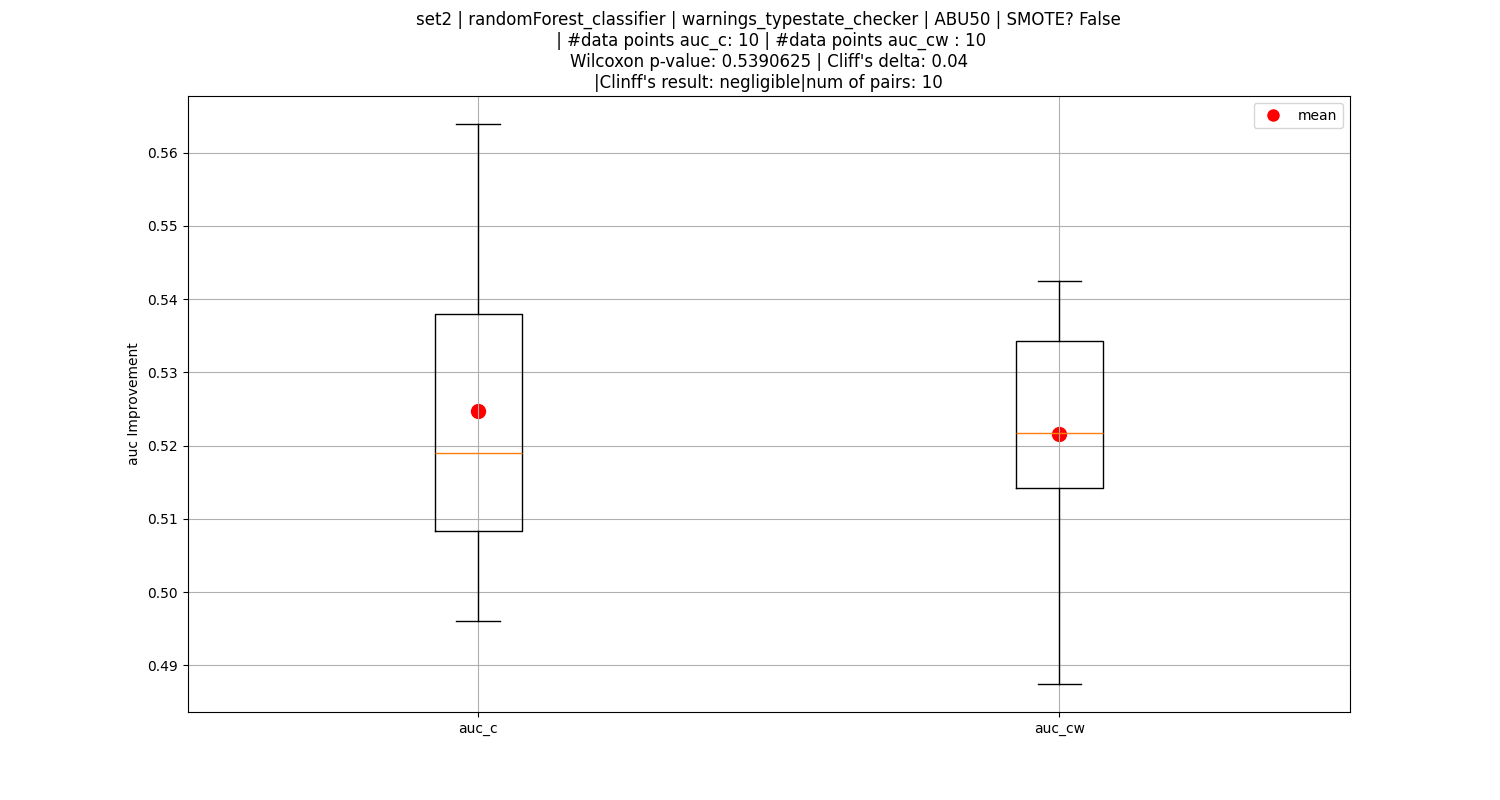 set2 | randomForest_classifier | warnings_typestate_checker | ABU50 | SMOTE? False
| #data points auc_c: 10 | #data points auc_cw : 10
Wilcoxon p-value: 0.5390625 | Cliff's delta: 0.04
|Clinff's result: negligible|num of pairs: 10
mean
0.56
0.55
0.54
0.53
0.52
0.51
0.50
0.49
auc Improvement
auc_c
auc_cw